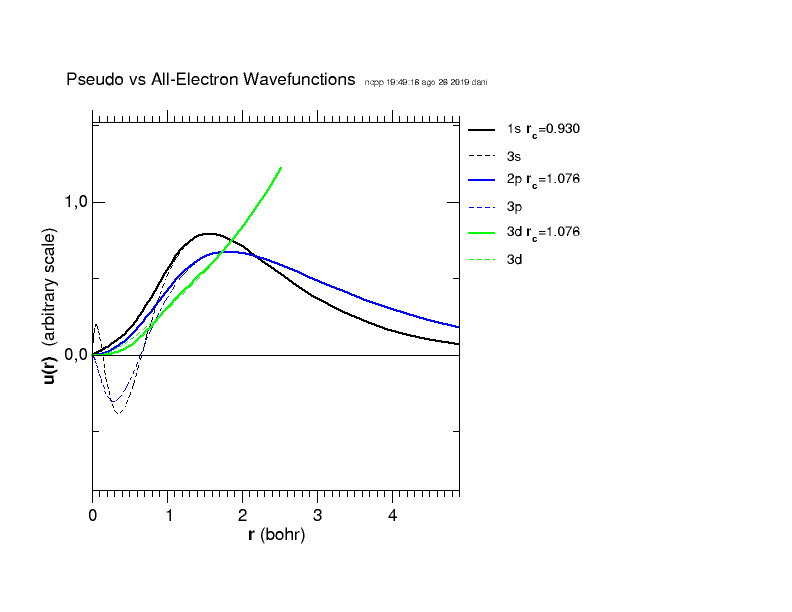 Pseudo vs All-Electron Wavefunctions ncpp 19:49:16 ago 26 2019 dani
1s rc=0.930
3s
2p rc=1.076
3p
3d rc=1.076
3d
1,0
0,0
u(r) (arbitrary scale)
0 1 2 3 4
r (bohr)